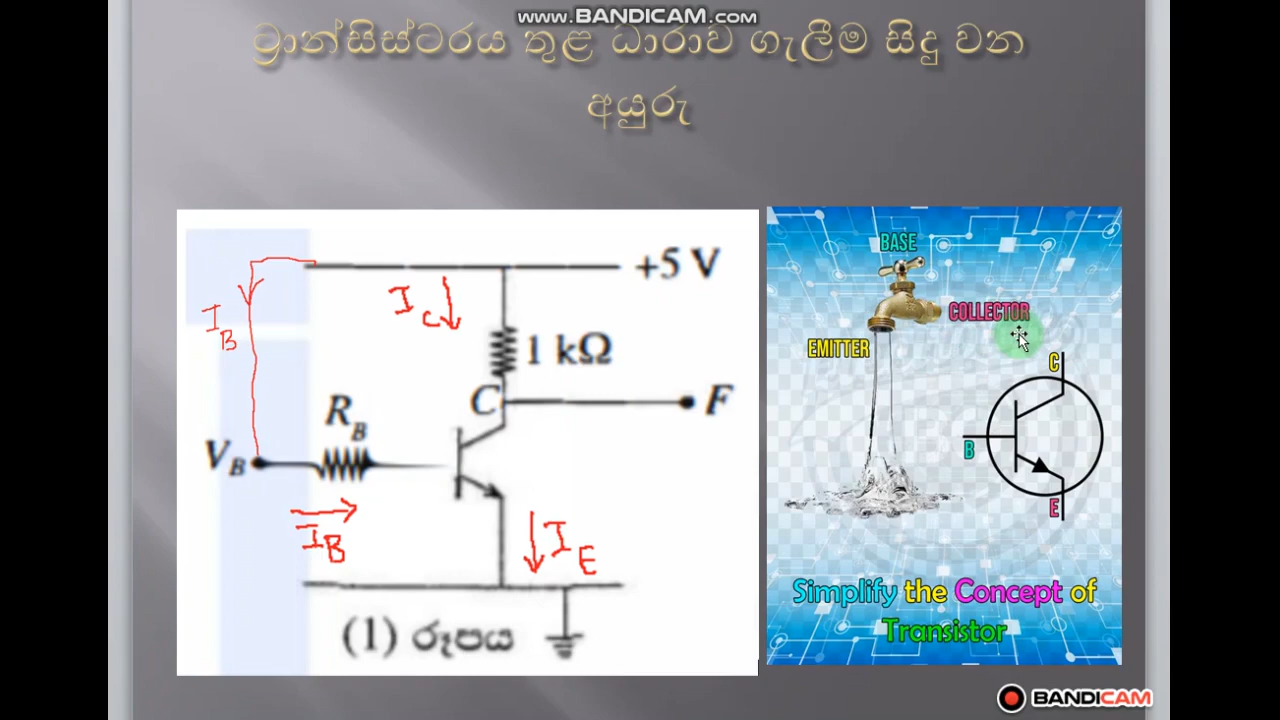 www.BANDICAM.com
ට්‍රාන්සිස්ටරය තුළ ධාරාව ගැලීම සිදු වන
අයුරු
+5 V
I_C
I_B
1 kΩ
C
F
R_B
V_B
I_B
I_E
(1) රූපය
BASE
COLLECTOR
EMITTER
C
B
E
Simplify the Concept of
Transistor
BANDICAM